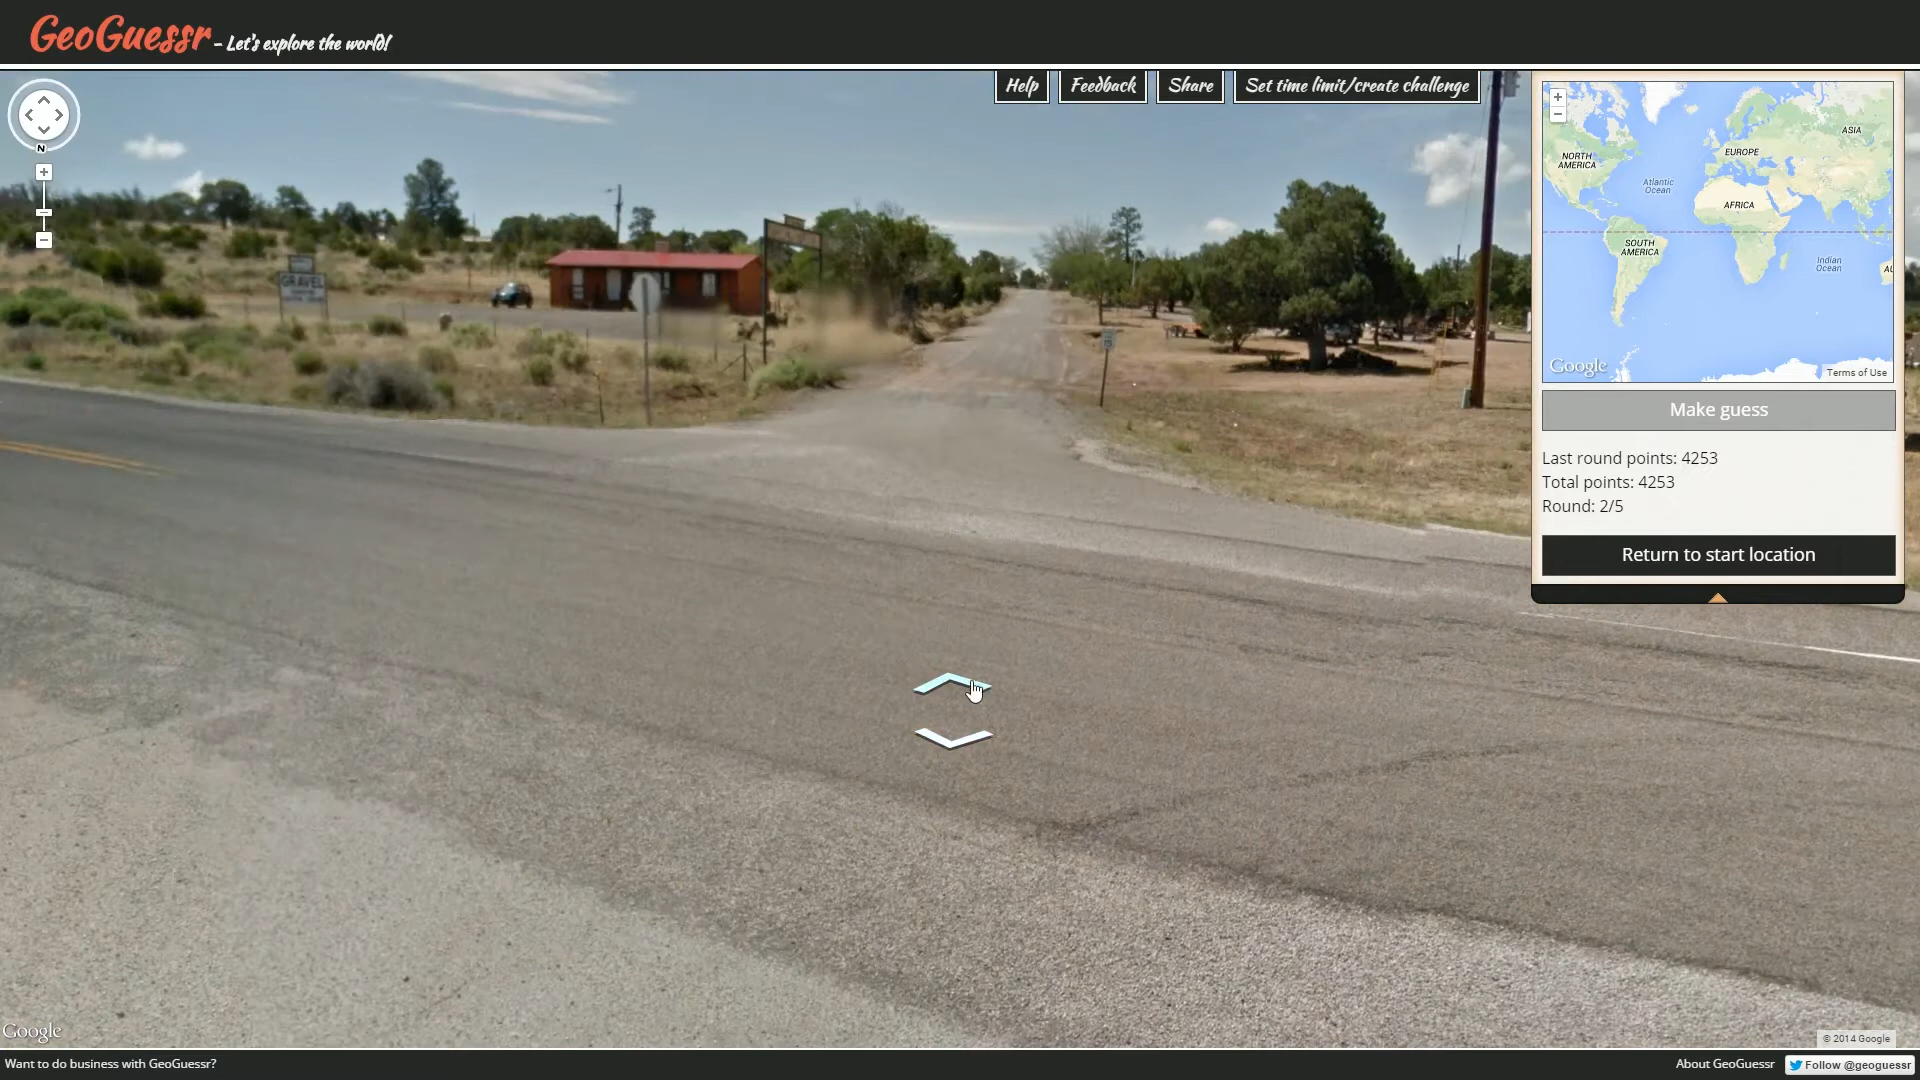 GeoGuessr - Let's explore the world!
Help
Feedback
Share
Set time limit/create challenge
N
GRAVEL
+
−
NORTH AMERICA
Atlantic Ocean
EUROPE
ASIA
AFRICA
SOUTH AMERICA
Indian Ocean
AU
Google
Terms of Use
Make guess
Last round points: 4253
Total points: 4253
Round: 2/5
Return to start location
Google
© 2014 Google
Want to do business with GeoGuessr?
About GeoGuessr
Follow @geoguessr